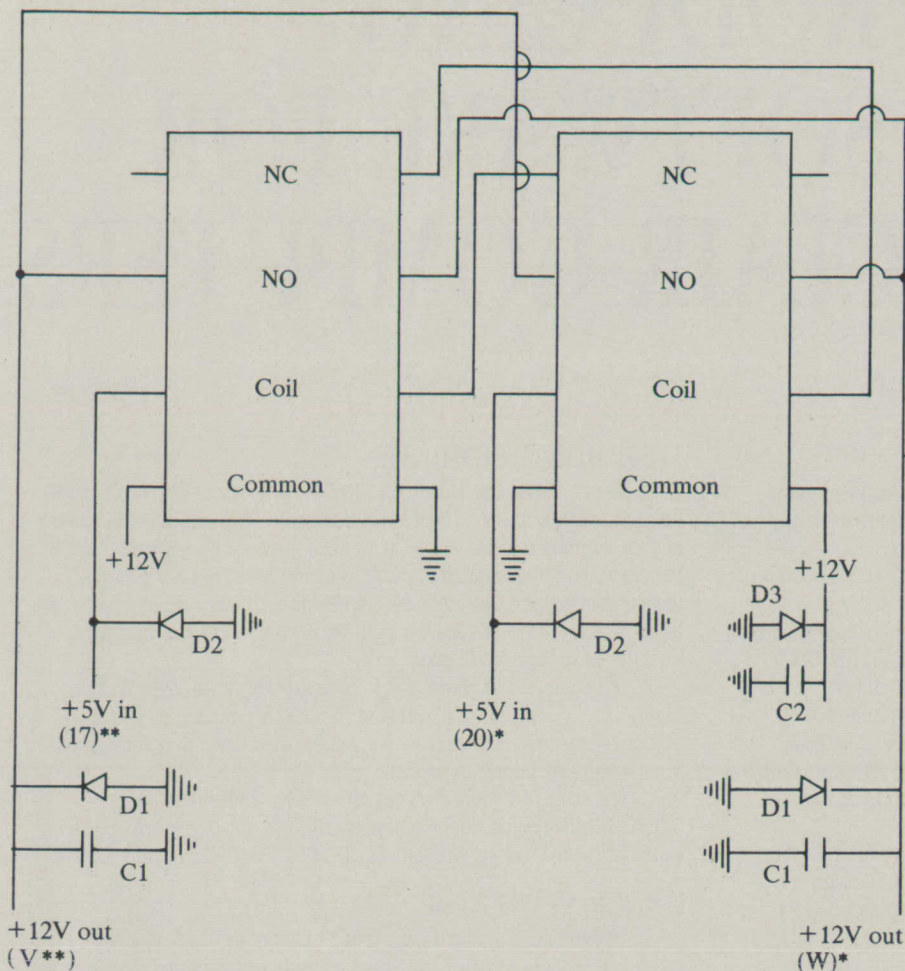 NC NC
NO NO
Coil Coil
Common Common
+12V +12V
D3
D2 D2
C2
+5V in +5V in
(17)** (20)*
D1 D1
C1 C1
+12V out +12V out
(V**) (W)*